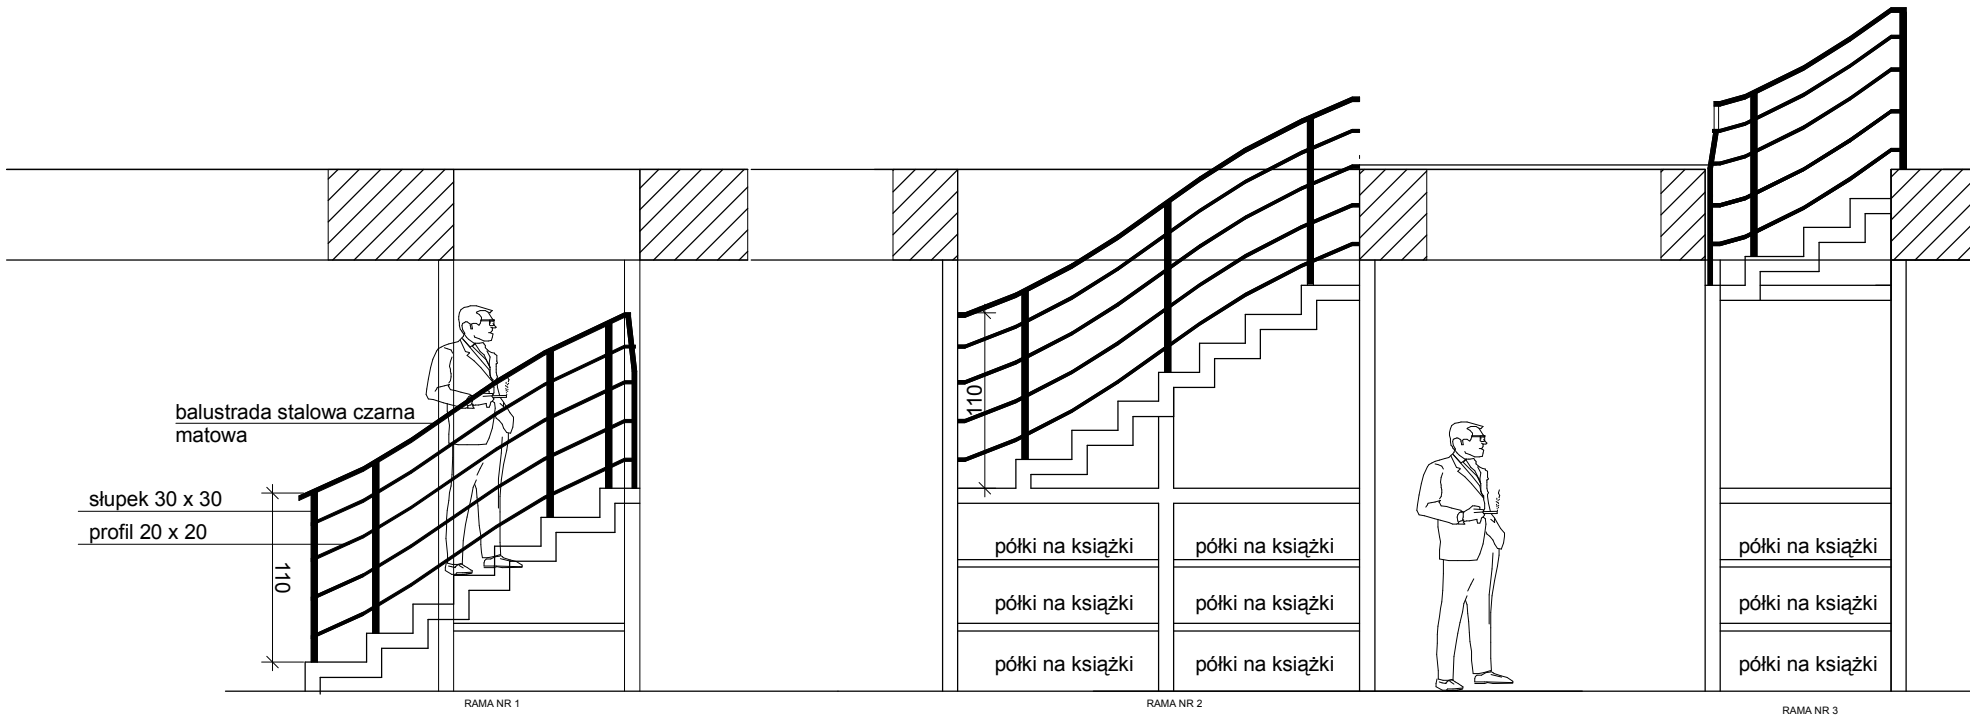 balustrada stalowa czarna
matowa
słupek 30 x 30
profil 20 x 20
110
110
półki na książki
półki na książki
półki na książki
półki na książki
półki na książki
półki na książki
półki na książki
półki na książki
półki na książki
RAMA NR 1
RAMA NR 2
RAMA NR 3